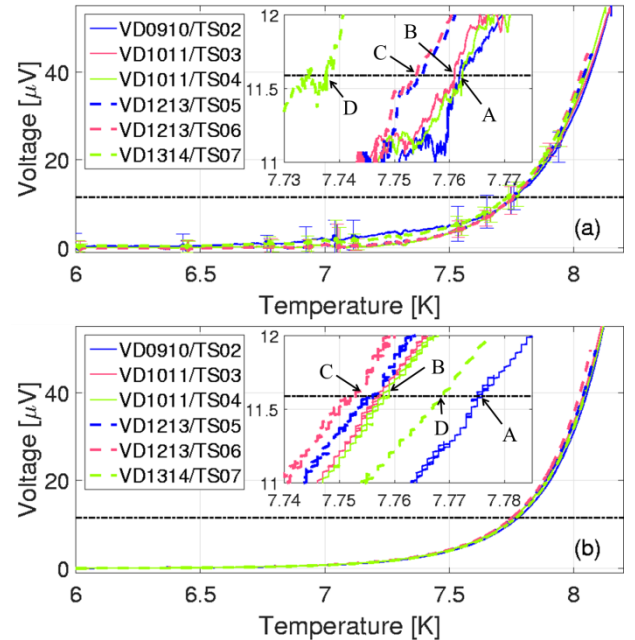 VD0910/TS02
VD1011/TS03
VD1011/TS04
VD1213/TS05
VD1213/TS06
VD1314/TS07
Voltage [μV]
40
20
0
12
11.5
11
7.73 7.74 7.75 7.76 7.77
B
C
D
A
(a)
6 6.5 7 7.5 8
Temperature [K]
VD0910/TS02
VD1011/TS03
VD1011/TS04
VD1213/TS05
VD1213/TS06
VD1314/TS07
Voltage [μV]
40
20
0
12
11.5
11
7.74 7.75 7.76 7.77 7.78
C
B
D
A
(b)
6 6.5 7 7.5 8
Temperature [K]